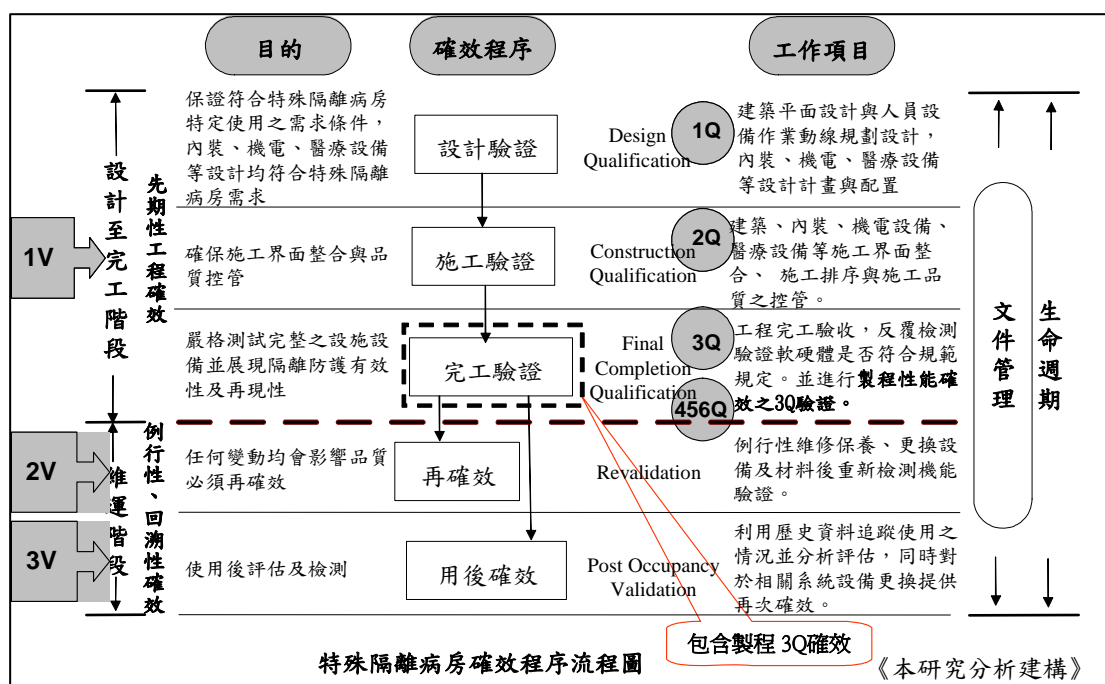 目的
確效程序
工作項目
1V
2V
3V
設計至完工階段
先期性工程確效
維運階段
例行性、回溯性確效
保證符合特殊隔離病房
特定使用之需求條件，
內裝、機電、醫療設備
等設計均符合特殊隔離
病房需求
設計驗證
Design
Qualification
1Q
建築平面設計與人員設
備作業動線規劃設計，
內裝、機電、醫療設備
等設計計畫與配置
確保施工界面整合與品
質控管
施工驗證
Construction
Qualification
2Q
建築、內裝、機電設備、
醫療設備等施工界面整
合、 施工排序與施工品
質之控管。
嚴格測試完整之設施設
備並展現隔離防護有效
性及再現性
完工驗證
Final
Completion
Qualification
3Q
456Q
工程完工驗收，反覆檢測
驗證軟硬體是否符合規範
規定。並進行製程性能確
效之3Q驗證。
任何變動均會影響品質
必須再確效
再確效
Revalidation
例行性維修保養、更換設
備及材料後重新檢測機能
驗證。
使用後評估及檢測
用後確效
Post Occupancy
Validation
利用歷史資料追蹤使用之
情況並分析評估，同時對
於相關系統設備更換提供
再次確效。
文件管理
生命週期
包含製程 3Q確效
特殊隔離病房確效程序流程圖
《本研究分析建構》